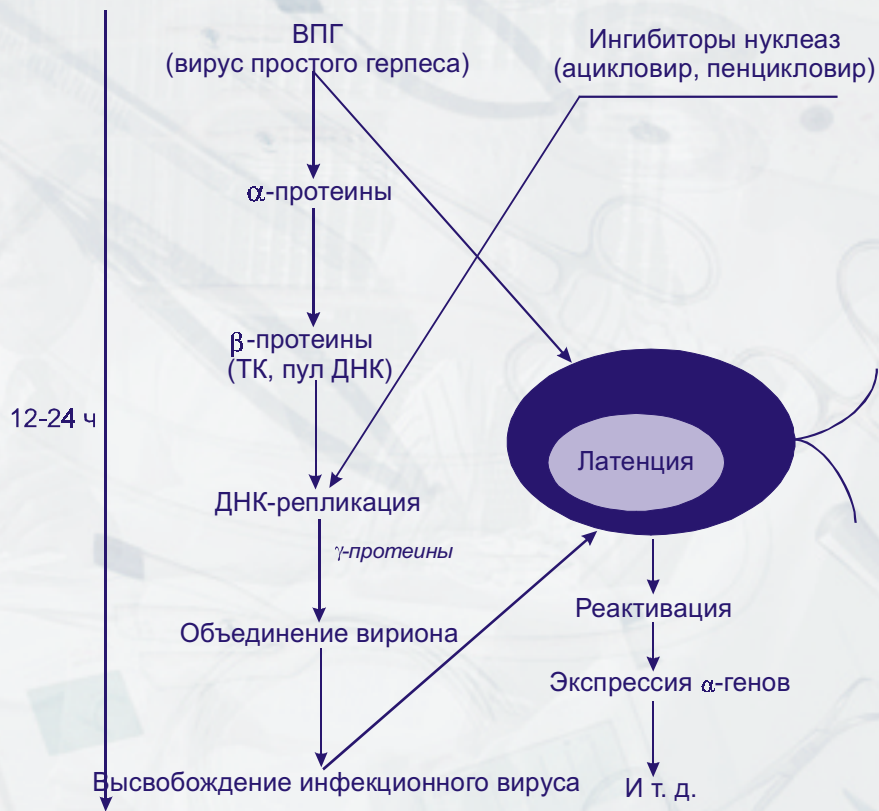 ВПГ
(вирус простого герпеса)
Ингибиторы нуклеаз
(ацикловир, пенцикловир)
α-протеины
β-протеины
(ТК, пул ДНК)
12-24 ч
Латенция
ДНК-репликация
γ-протеины
Реактивация
Объединение вириона
Экспрессия α-генов
Высвобождение инфекционного вируса
И т. д.